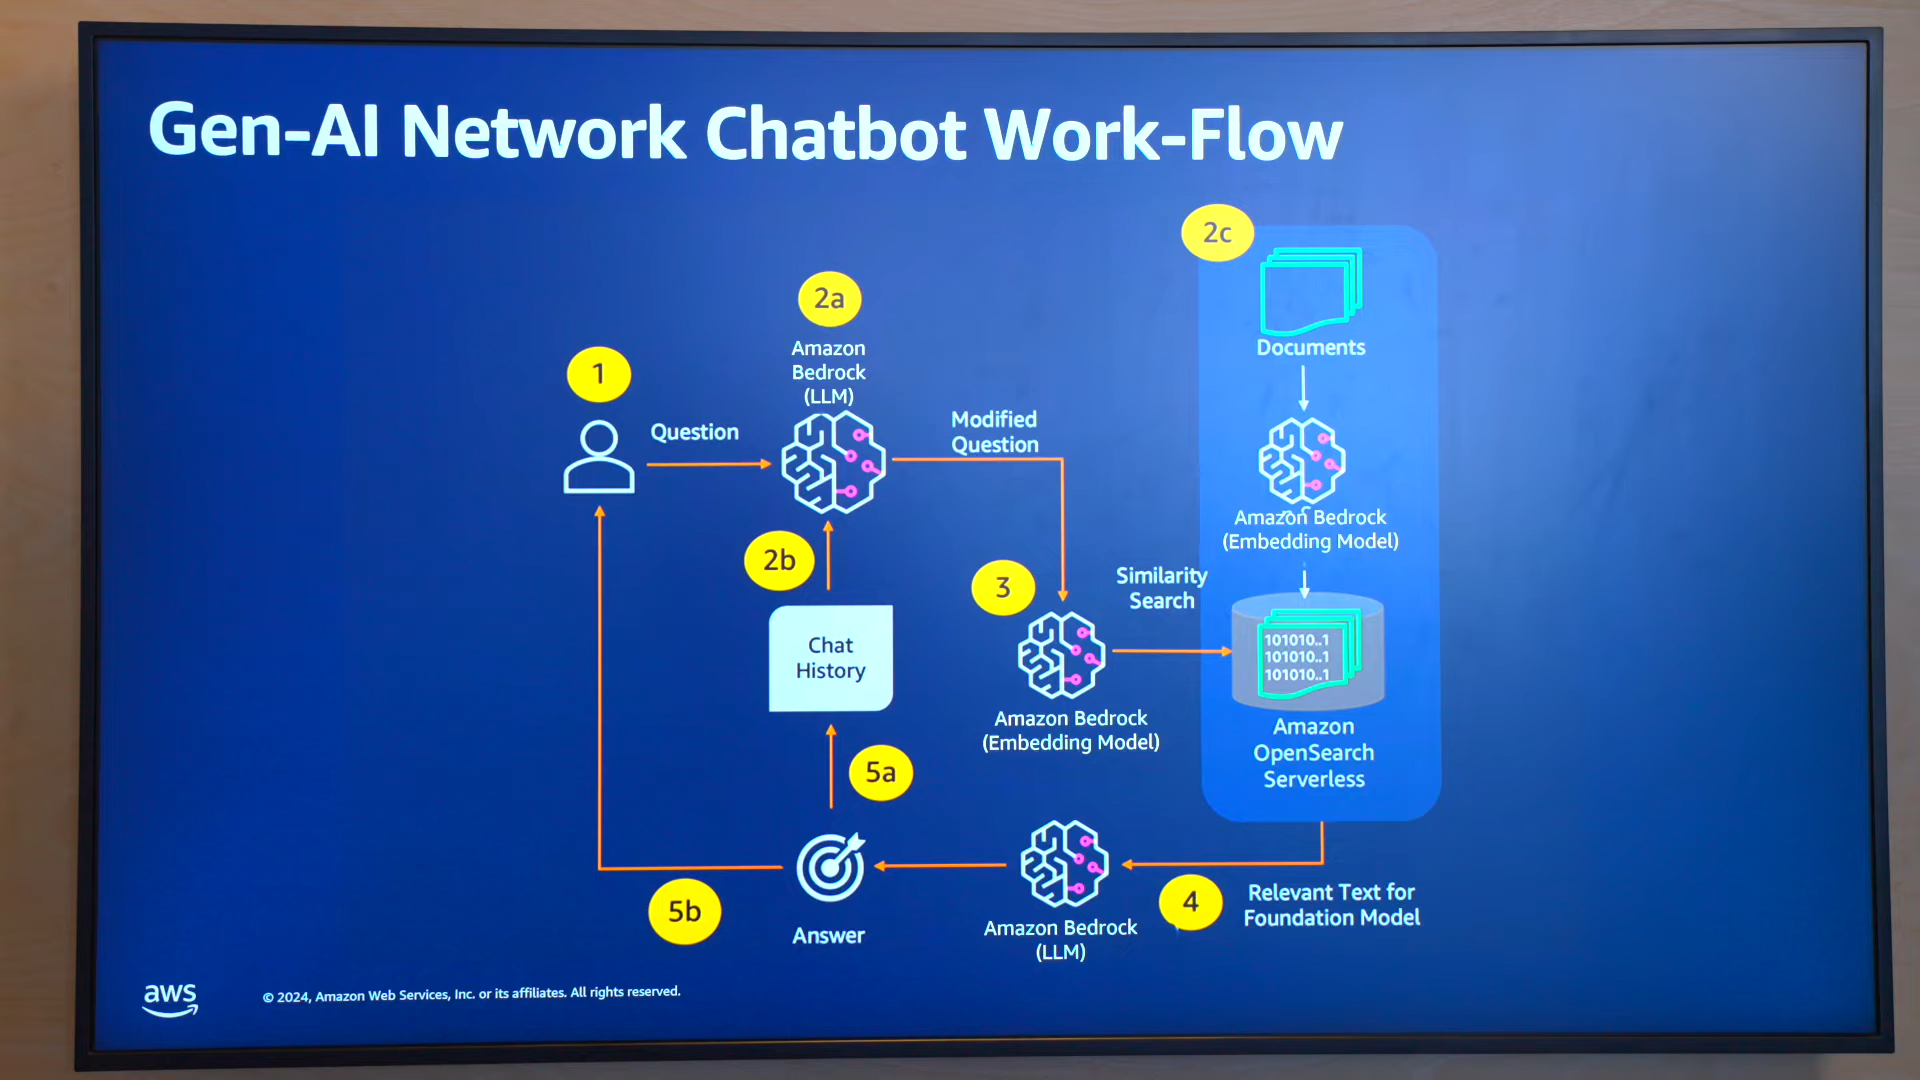 Gen-AI Network Chatbot Work-Flow
2c
2a
Documents
Amazon
Bedrock
(LLM)
1
Question
Modified
Question
Amazon Bedrock
(Embedding Model)
2b
3
Similarity
Search
Chat
History
101010..1
101010..1
101010..1
Amazon Bedrock
(Embedding Model)
Amazon
OpenSearch
Serverless
5a
5b
Answer
Amazon Bedrock
(LLM)
4
Relevant Text for
Foundation Model
aws
© 2024, Amazon Web Services, Inc. or its affiliates. All rights reserved.